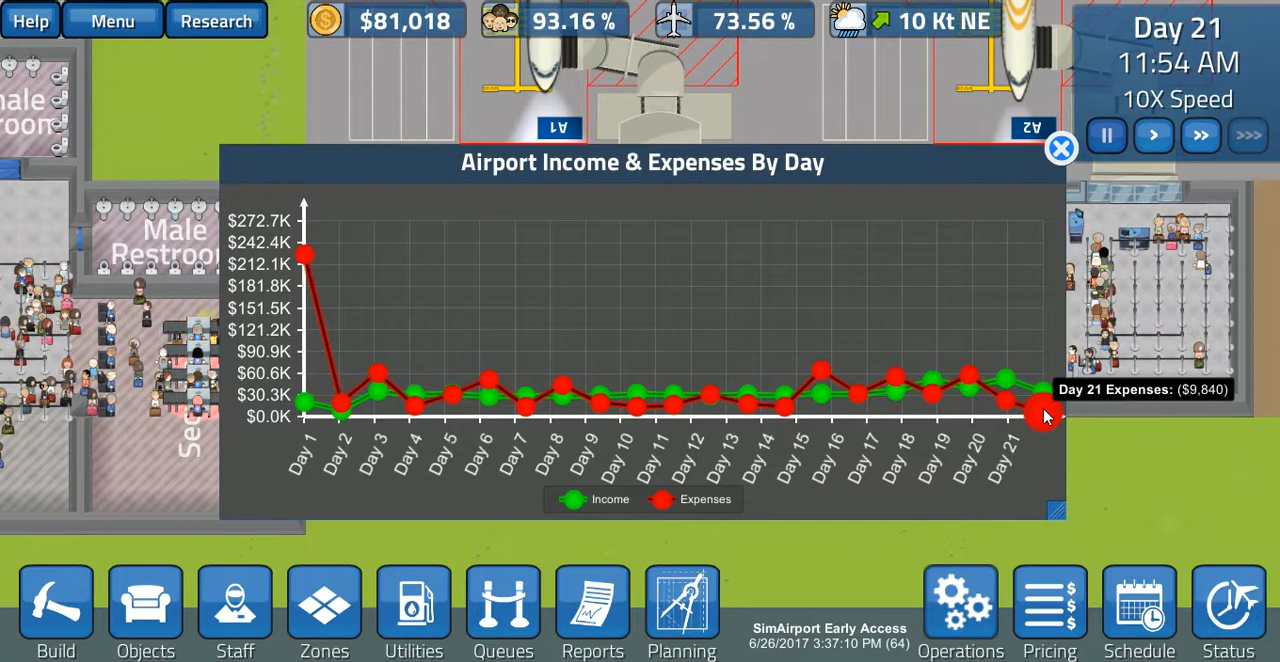 Help
Menu
Research
$81,018
93.16 %
73.56 %
10 Kt NE
Day 21
11:54 AM
10X Speed
A1
A2
Airport Income & Expenses By Day
$272.7K
$242.4K
$212.1K
$181.8K
$151.5K
$121.2K
$90.9K
$60.6K
$30.3K
$0.0K
Day 21 Expenses: ($9,840)
Day 1
Day 2
Day 3
Day 4
Day 5
Day 6
Day 7
Day 8
Day 9
Day 10
Day 11
Day 12
Day 13
Day 14
Day 15
Day 16
Day 17
Day 18
Day 19
Day 20
Day 21
Income
Expenses
Male
Restroo
Sec
Build
Objects
Staff
Zones
Utilities
Queues
Reports
Planning
SimAirport Early Access
6/26/2017 3:37:10 PM (64)
Operations
Pricing
Schedule
Status